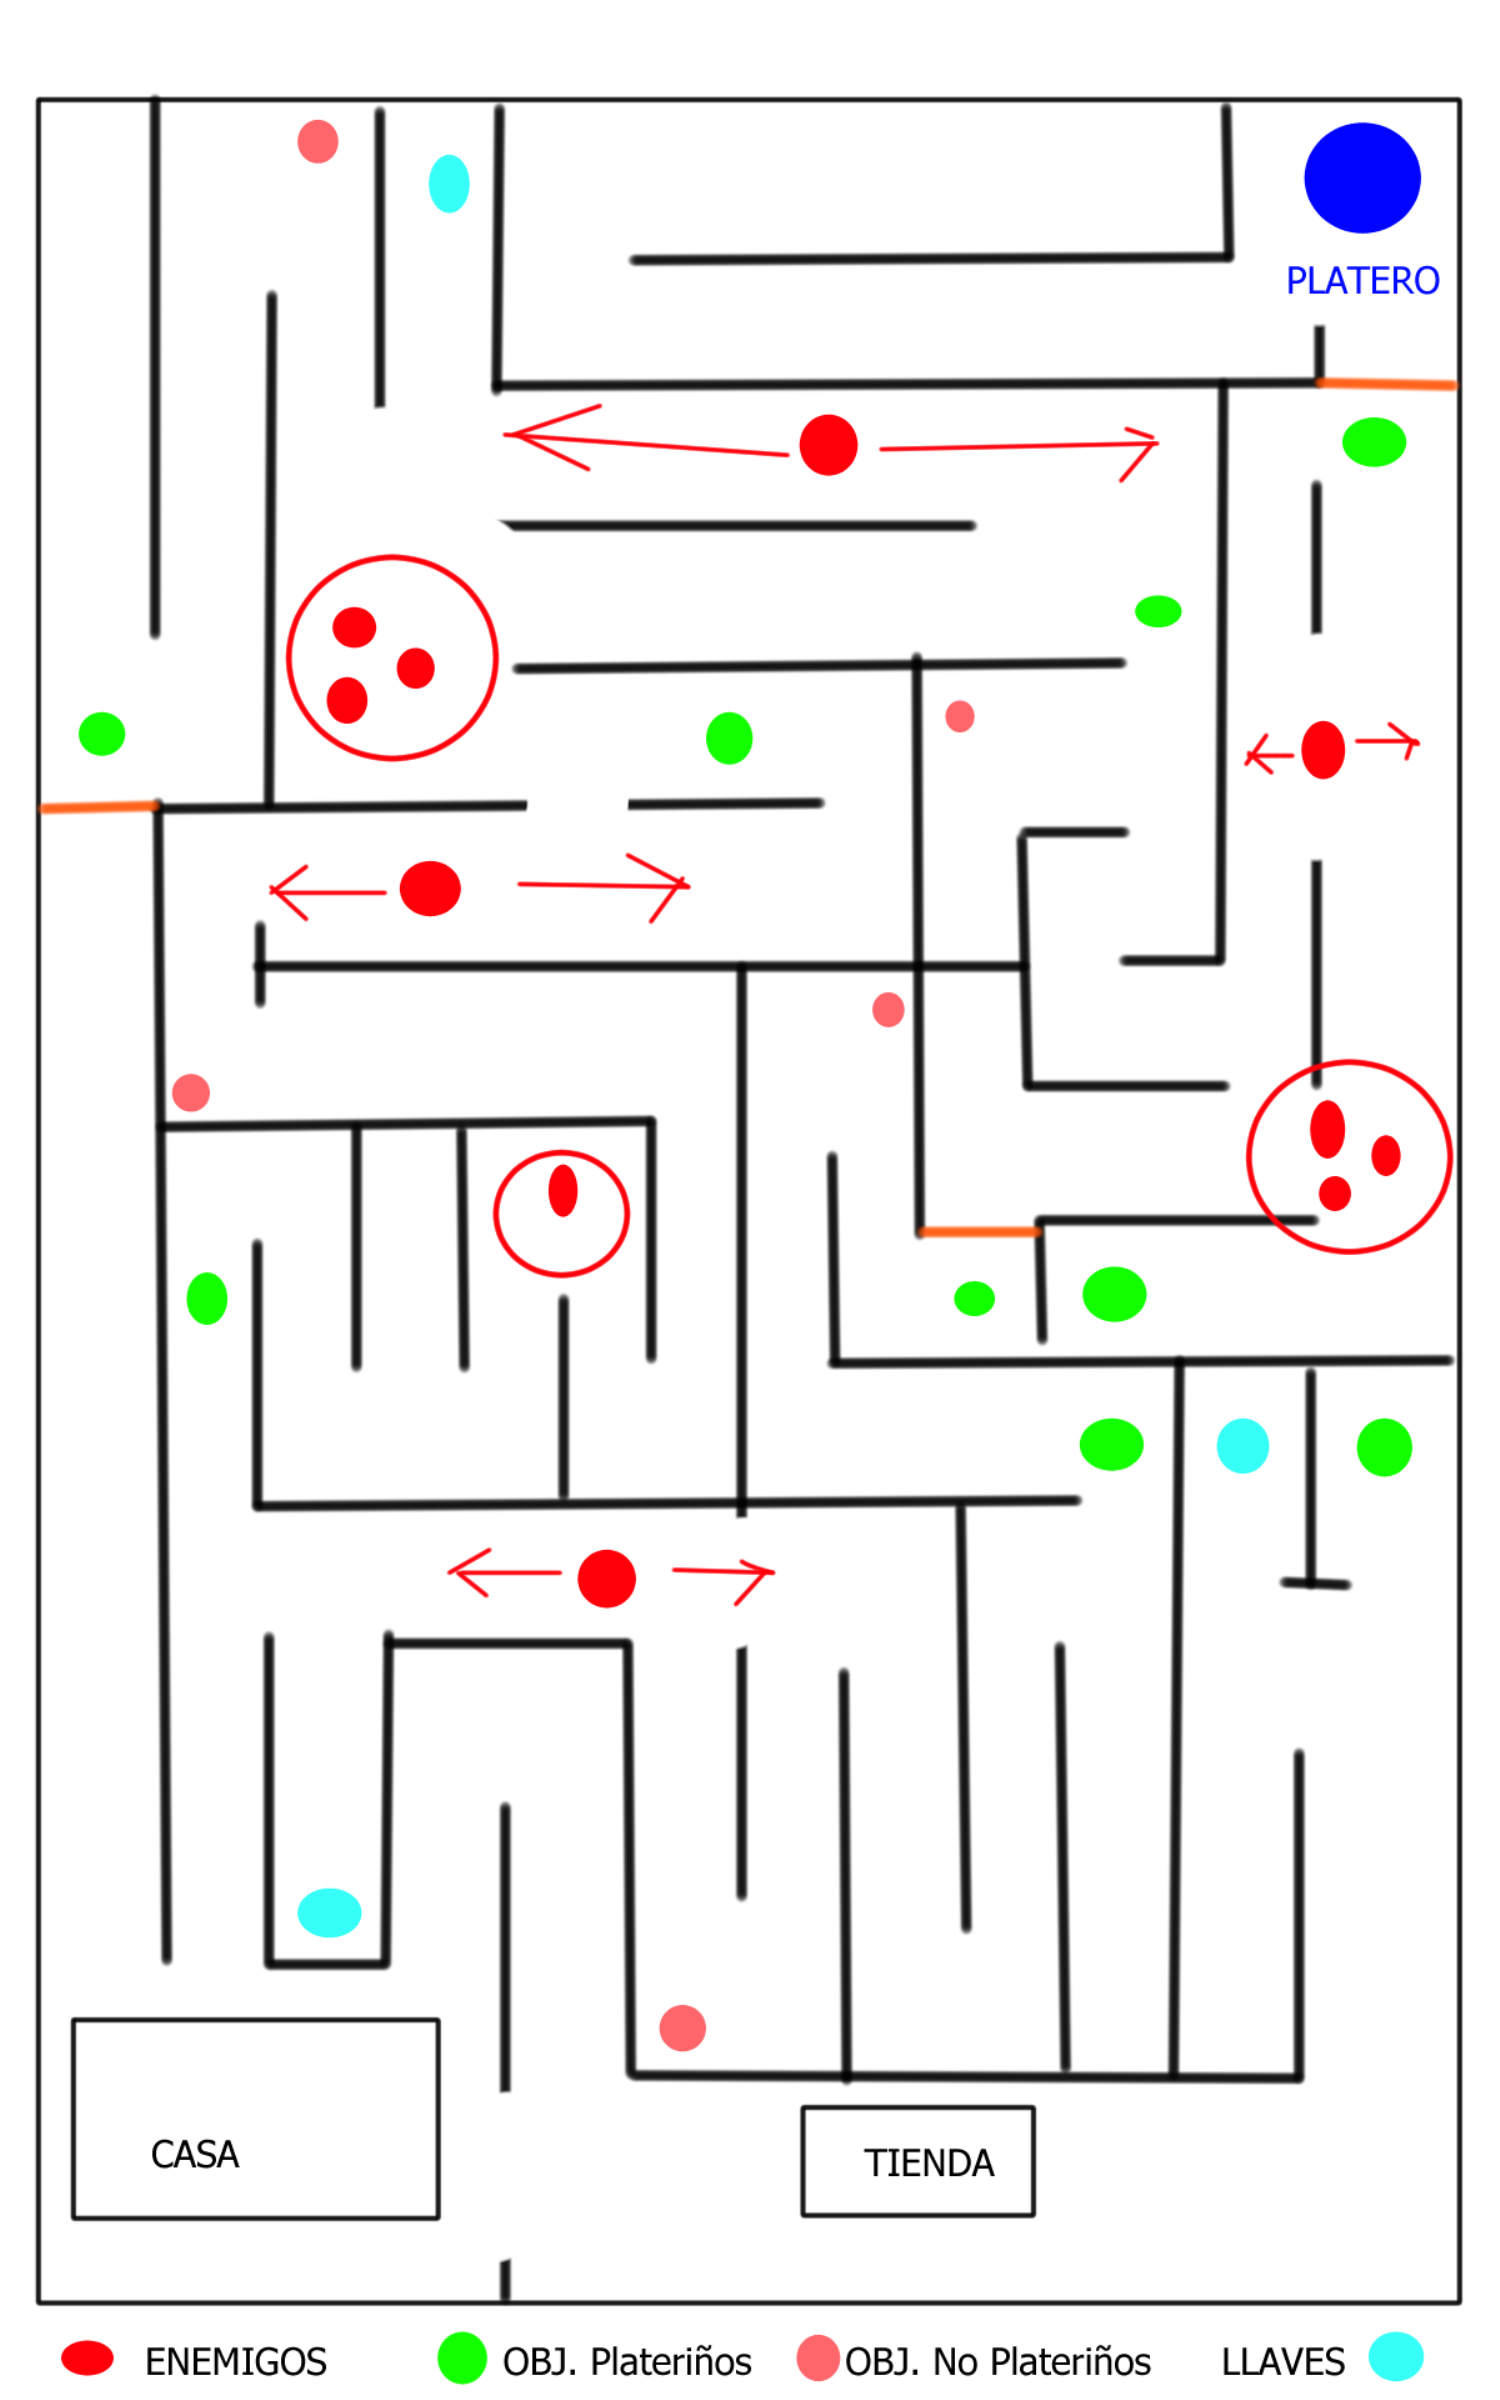 PLATERO
CASA
TIENDA
ENEMIGOS OBJ. Plateriños OBJ. No Plateriños LLAVES